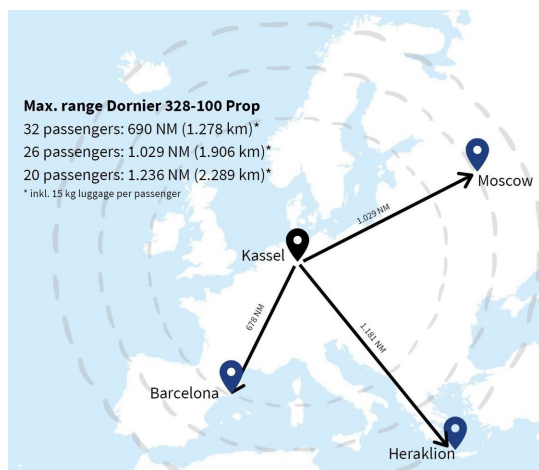 Max. range Dornier 328-100 Prop
32 passengers: 690 NM (1.278 km)*
26 passengers: 1.029 NM (1.906 km)*
20 passengers: 1.236 NM (2.289 km)*
* inkl. 15 kg luggage per passenger
Moscow
1.029 NM
Kassel
678 NM
1.181 NM
Barcelona
Heraklion